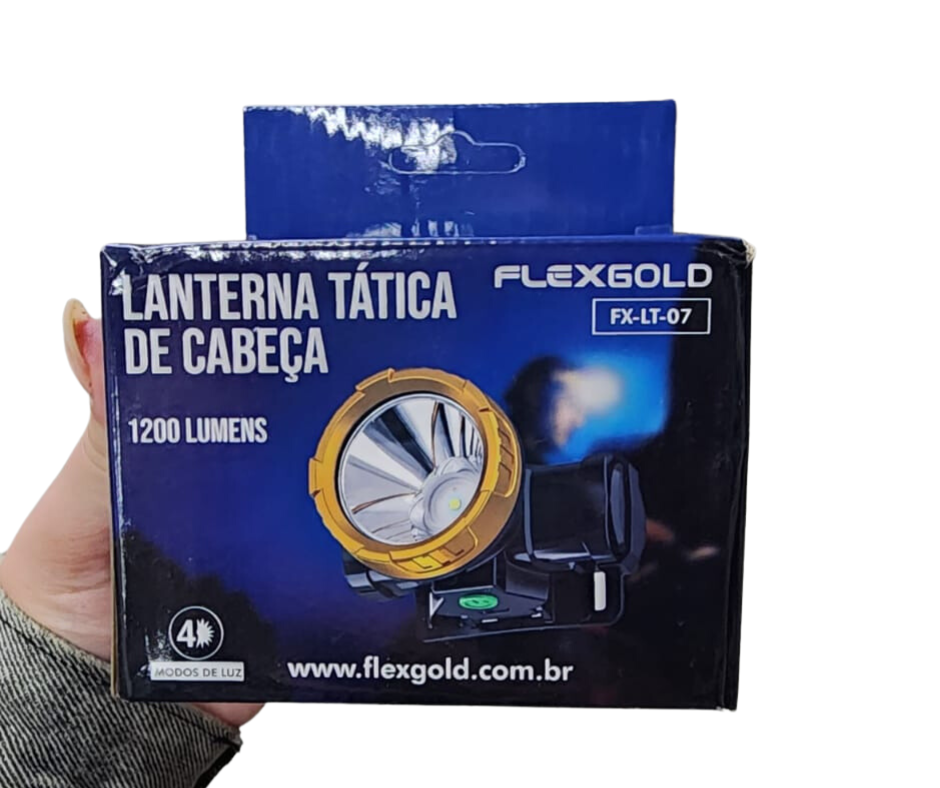 LANTERNA TÁTICA
DE CABEÇA
FLEXGOLD
FX-LT-07
1200 LUMENS
4
MODOS DE LUZ
www.flexgold.com.br